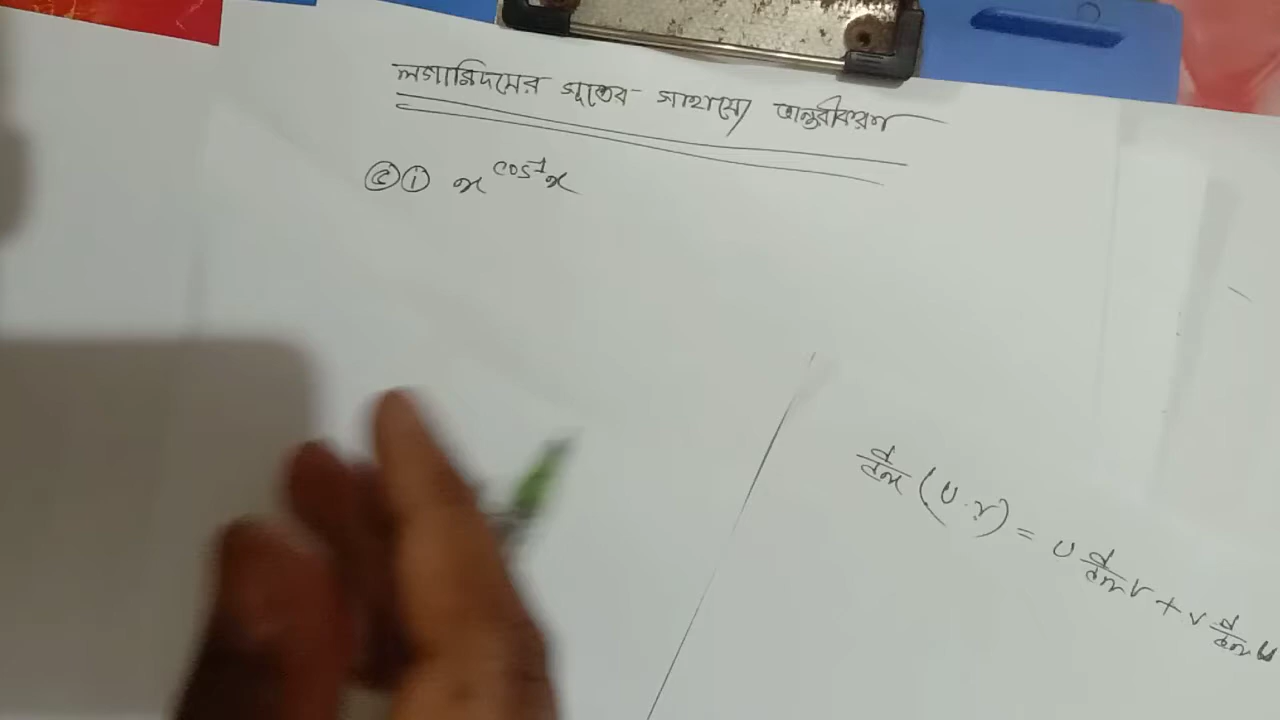 লগারিদমের সূত্রের সাহায্যে অন্তরীকরণ
ⓒ ⓘ x^cos⁻¹x
d/dx (U.V) = U d/dx V + V d/dx U